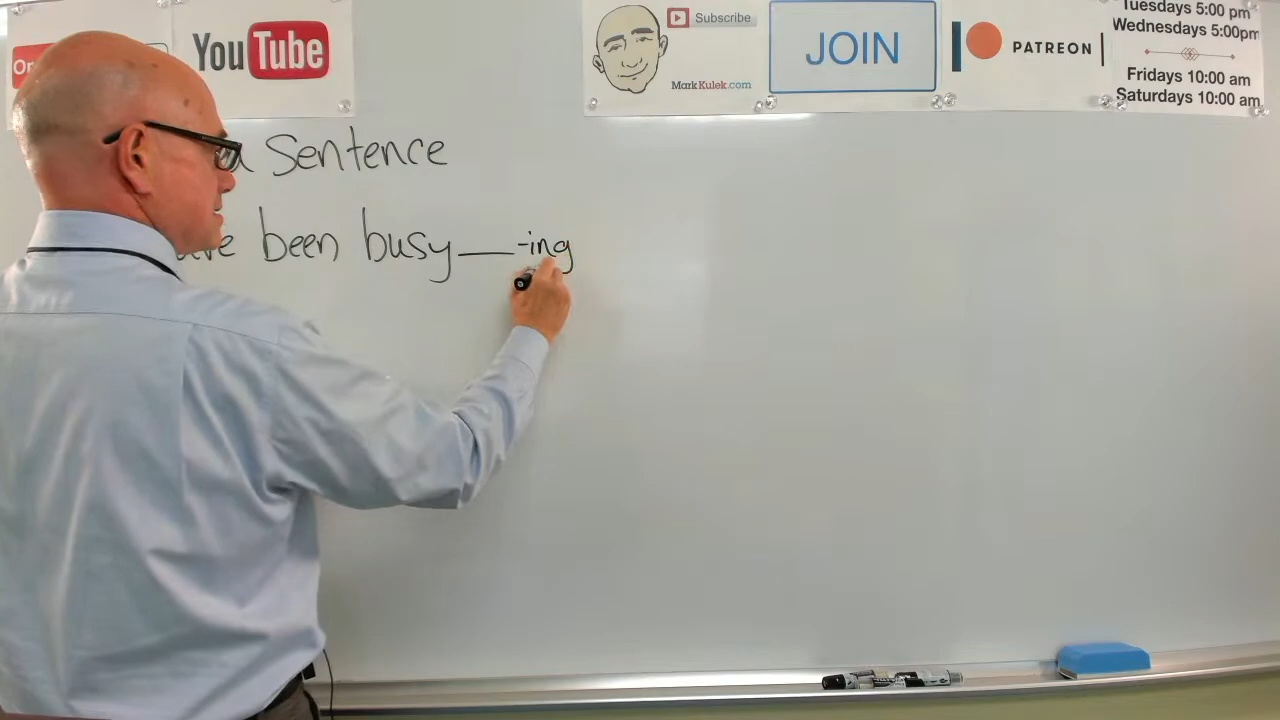 YouTube
Subscribe
MarkKulek.com
JOIN
PATREON
Tuesdays 5:00 pm
Wednesdays 5:00pm
Fridays 10:00 am
Saturdays 10:00 am
a Sentence
been busy ___-ing